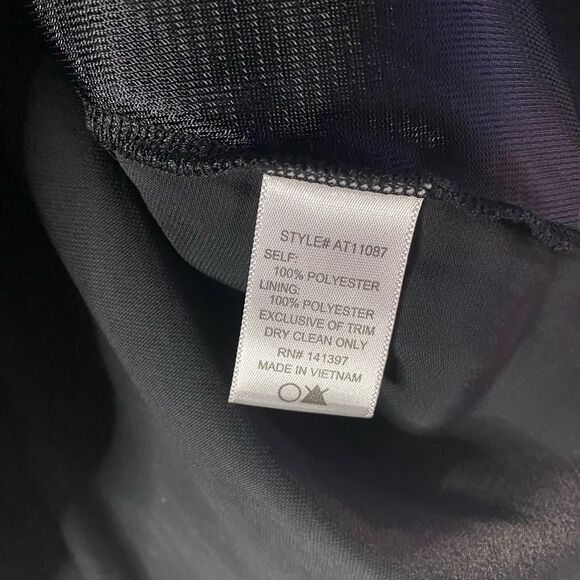 STYLE# AT11087
SELF:
100% POLYESTER
LINING:
100% POLYESTER
EXCLUSIVE OF TRIM
DRY CLEAN ONLY
RN# 141397
MADE IN VIETNAM